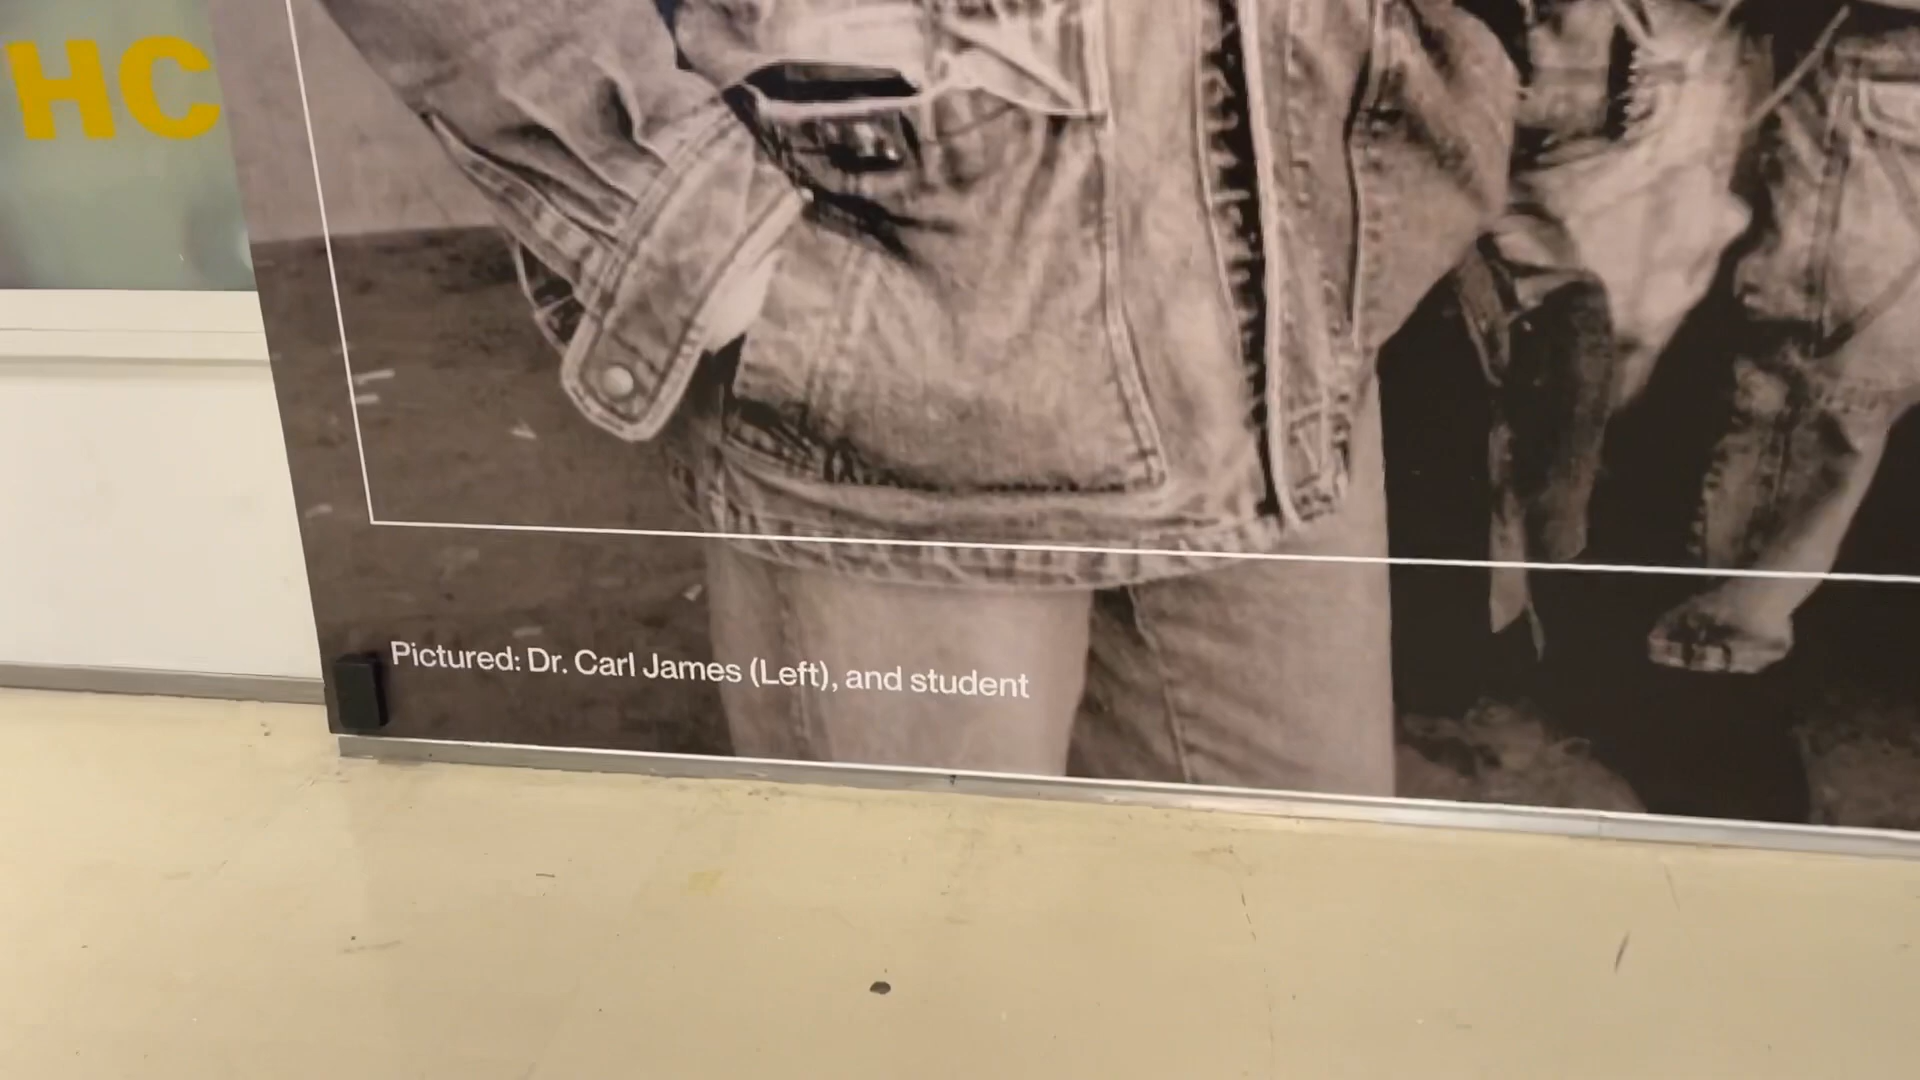 HC
Pictured: Dr. Carl James (Left), and student